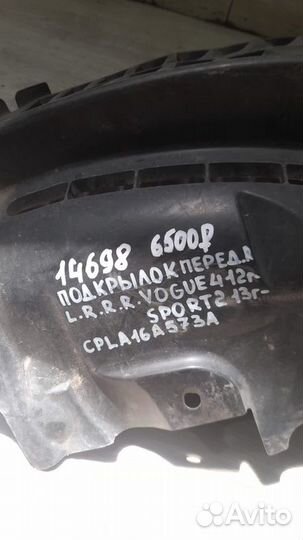 14698 6500₽
ПОДКРЫЛОК ПЕРЕД.R
L.R.R.R.VOGUE 4 12г-
SPORT 2 13г-
CPLA16A573A
Avito